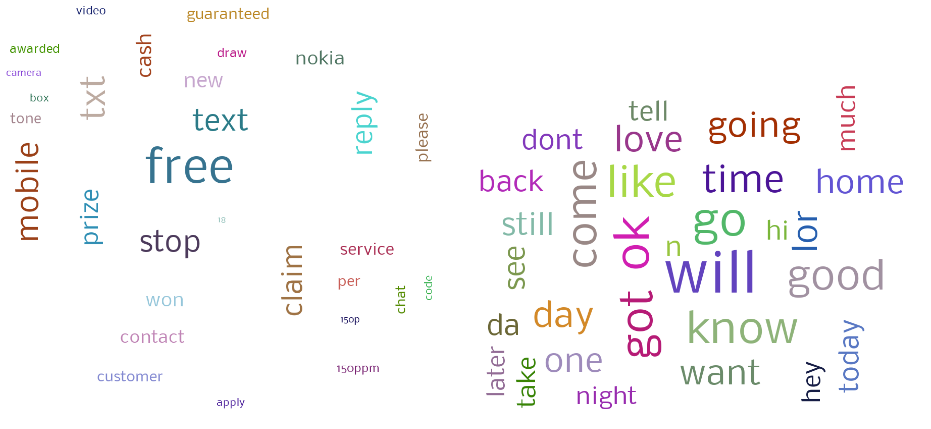 video
guaranteed
awarded
cash
draw
nokia
camera
new
txt
box
tone
text
reply
please
mobile
free
prize
18
stop
service
claim
per
code
chat
won
150p
contact
150ppm
customer
apply
much
tell
going
dont
love
back
come
like
time
home
still
ok
go
hi
lor
n
see
will
good
da
day
got
know
today
later
take
one
want
hey
night